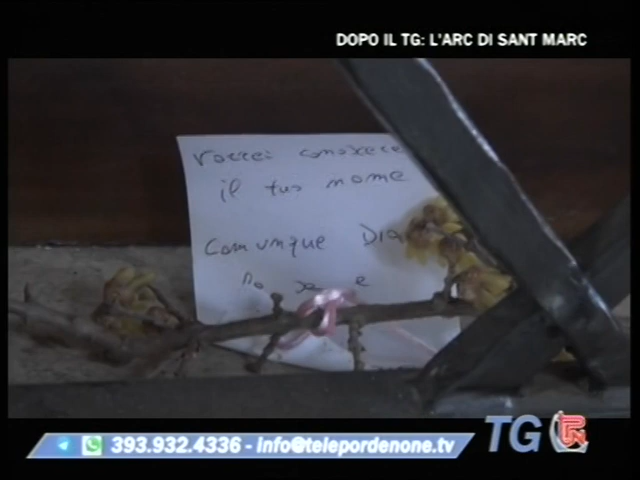 DOPO IL TG: L'ARC DI SANT MARC
Vorrei conoscere
il tuo nome
Comunque Dio
393.932.4336 - info@telepordenone.tv
TG